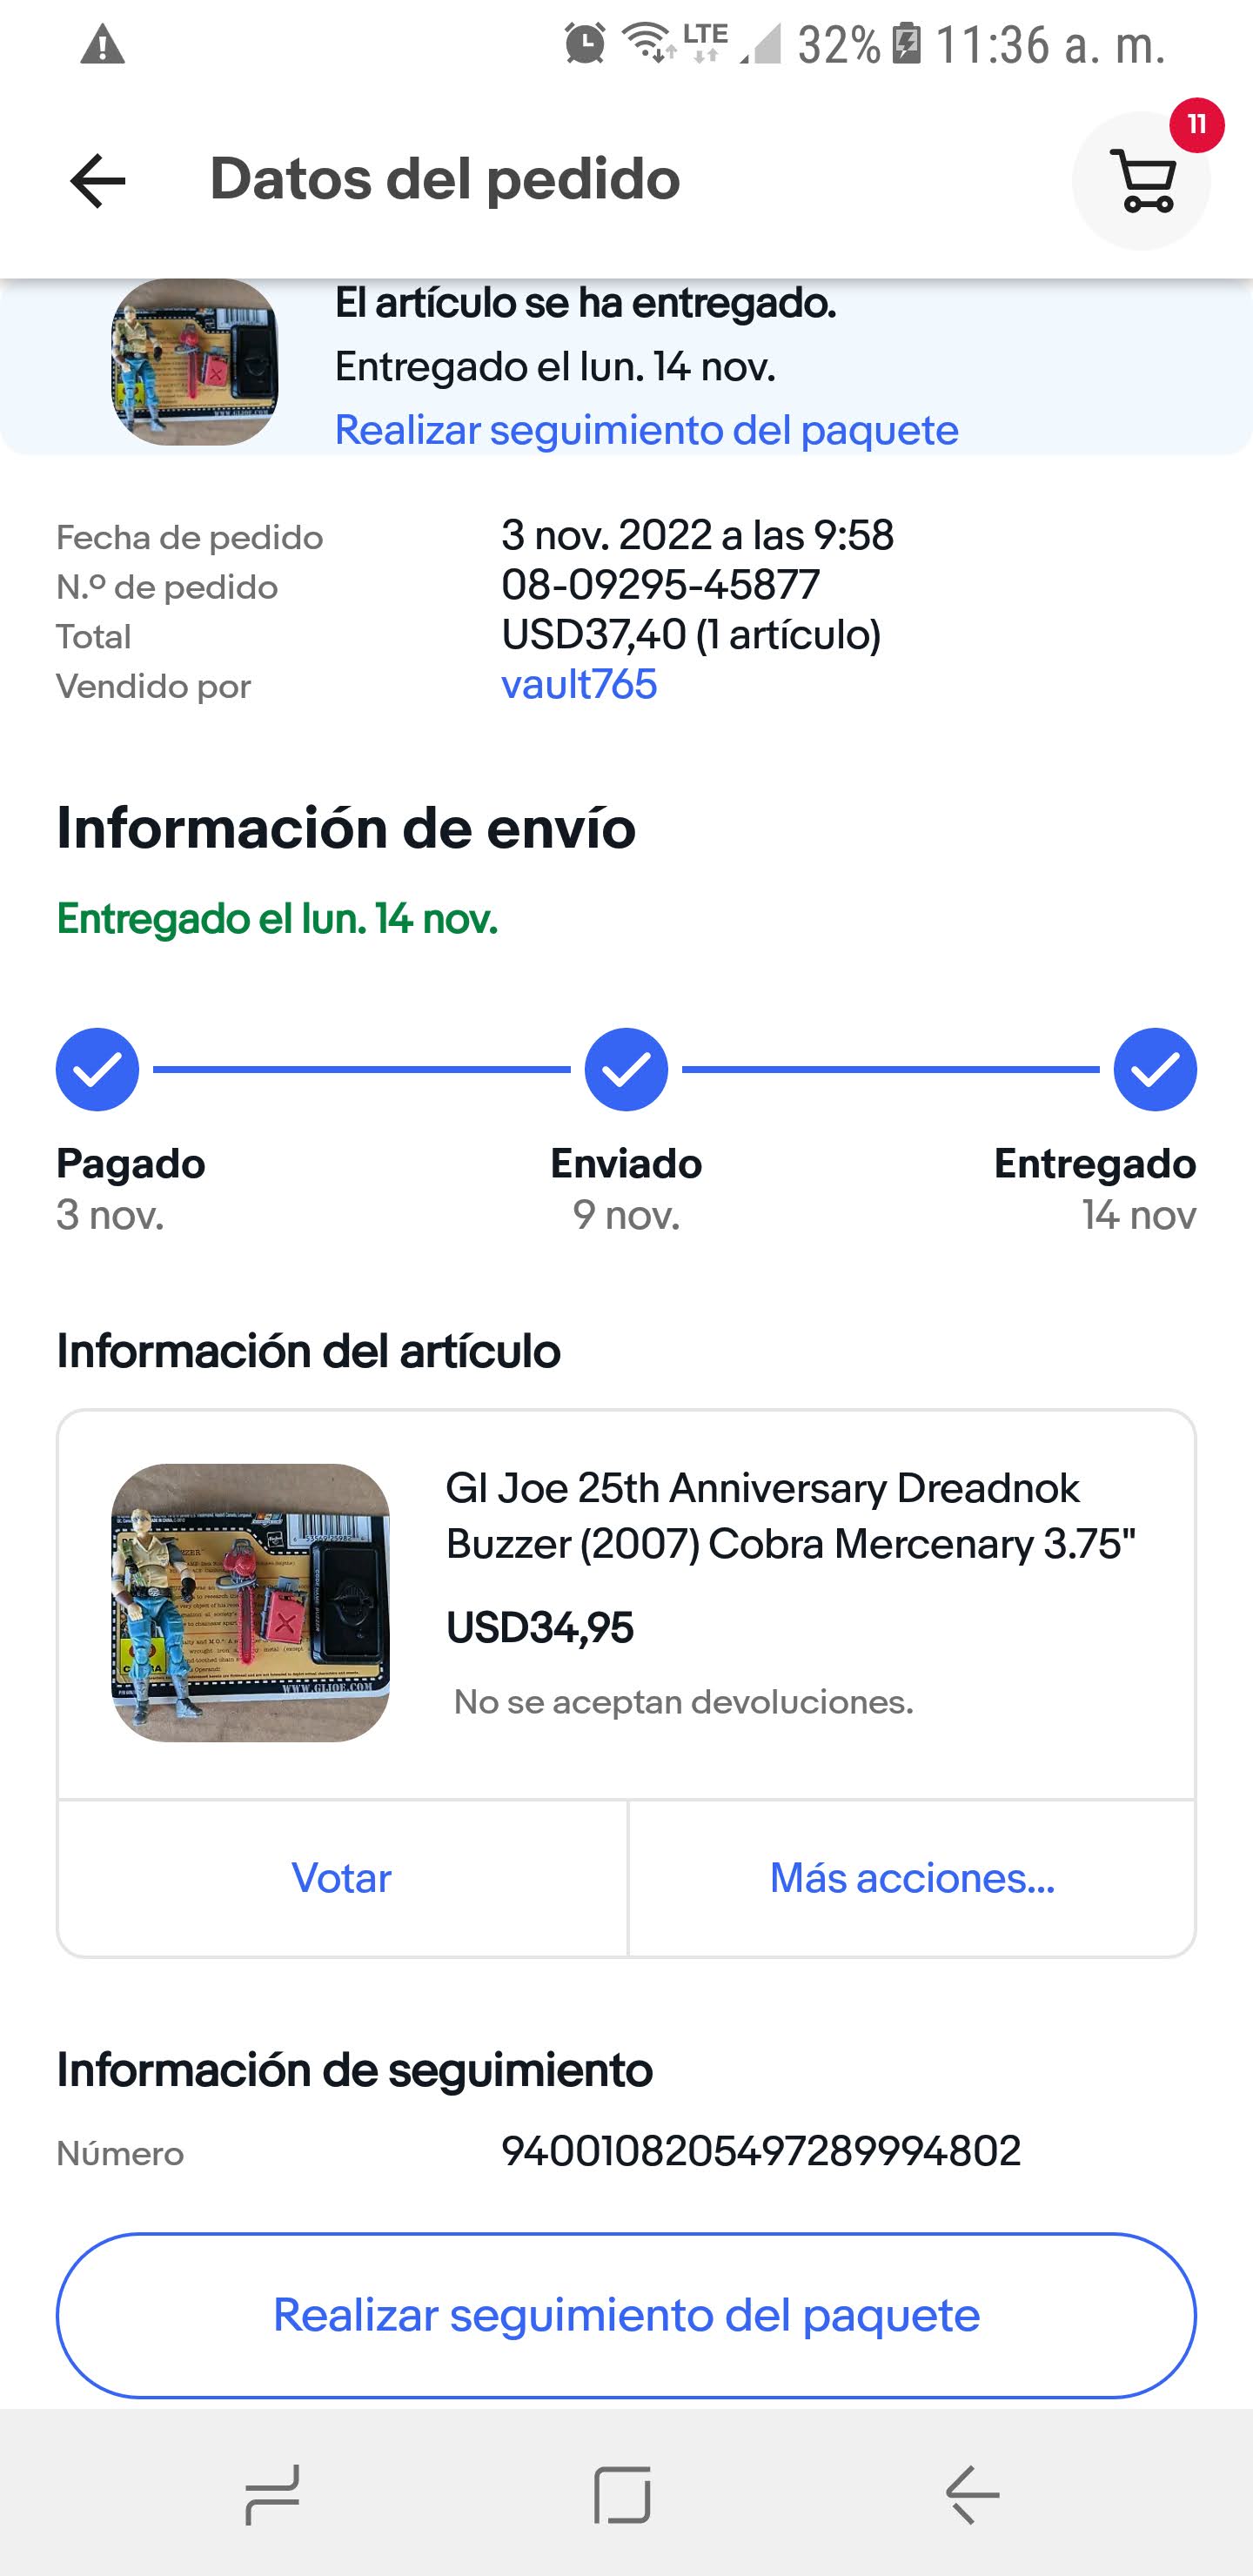 LTE 32% 11:36 a. m.
11
Datos del pedido
El artículo se ha entregado.
Entregado el lun. 14 nov.
Realizar seguimiento del paquete
Fecha de pedido 3 nov. 2022 a las 9:58
N.º de pedido 08-09295-45877
Total USD37,40 (1 artículo)
Vendido por vault765
Información de envío
Entregado el lun. 14 nov.
Pagado Enviado Entregado
3 nov. 9 nov. 14 nov
Información del artículo
GI Joe 25th Anniversary Dreadnok
Buzzer (2007) Cobra Mercenary 3.75"
USD34,95
No se aceptan devoluciones.
WWW.GIJOE.COM
Votar Más acciones...
Información de seguimiento
Número 9400108205497289994802
Realizar seguimiento del paquete